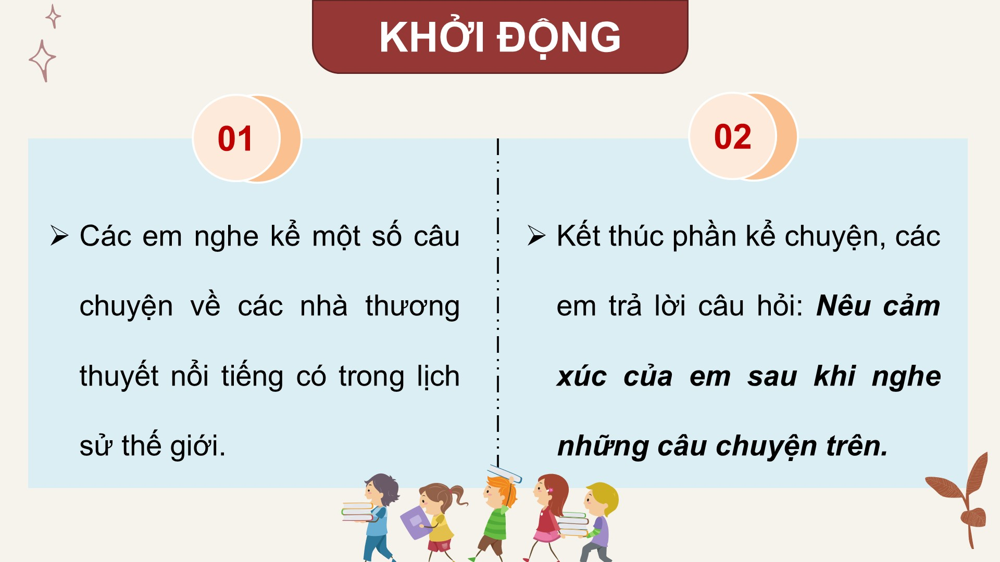 KHỞI ĐỘNG
01
Các em nghe kể một số câu
chuyện về các nhà thương
thuyết nổi tiếng có trong lịch
sử thế giới.
02
Kết thúc phần kể chuyện, các
em trả lời câu hỏi: Nêu cảm
xúc của em sau khi nghe
những câu chuyện trên.